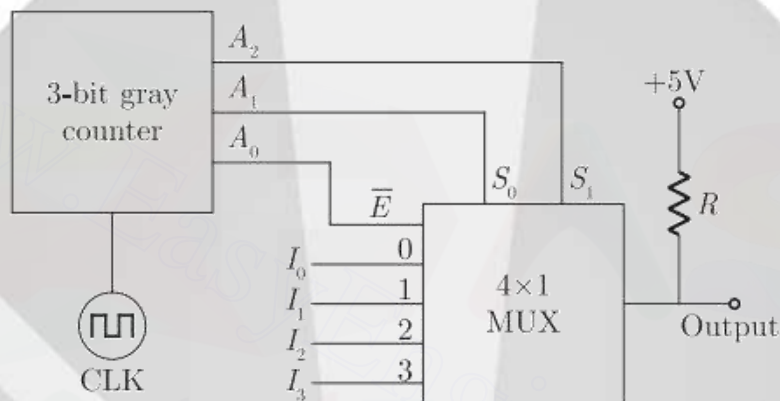 A₂
3-bit gray
counter
A₁
A₀
+5V
S₀
S₁
R
E̅
I₀
0
I₁
1
I₂
2
I₃
3
4×1
MUX
Output
CLK